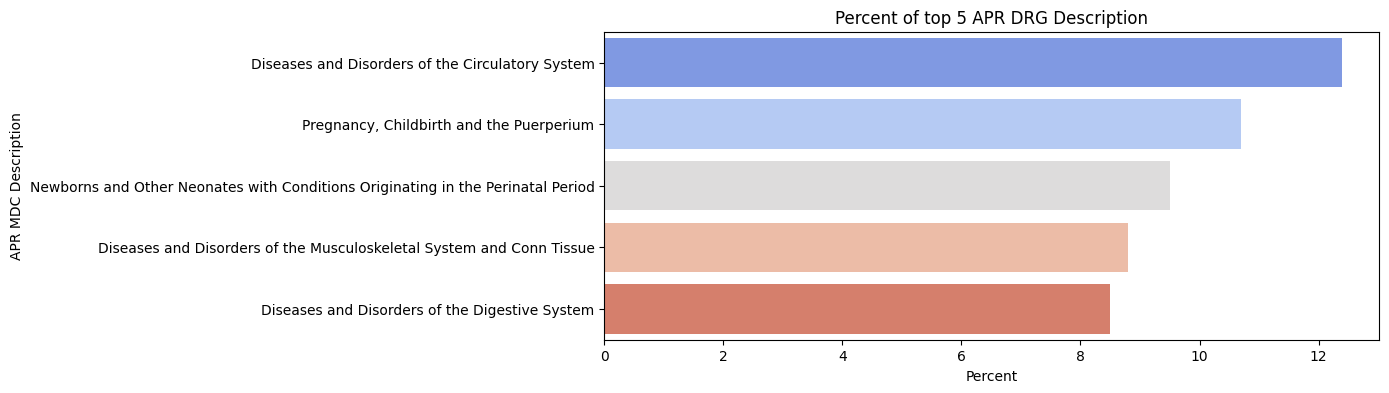 Percent of top 5 APR DRG Description
APR MDC Description
Diseases and Disorders of the Circulatory System
Pregnancy, Childbirth and the Puerperium
Newborns and Other Neonates with Conditions Originating in the Perinatal Period
Diseases and Disorders of the Musculoskeletal System and Conn Tissue
Diseases and Disorders of the Digestive System
0 2 4 6 8 10 12
Percent